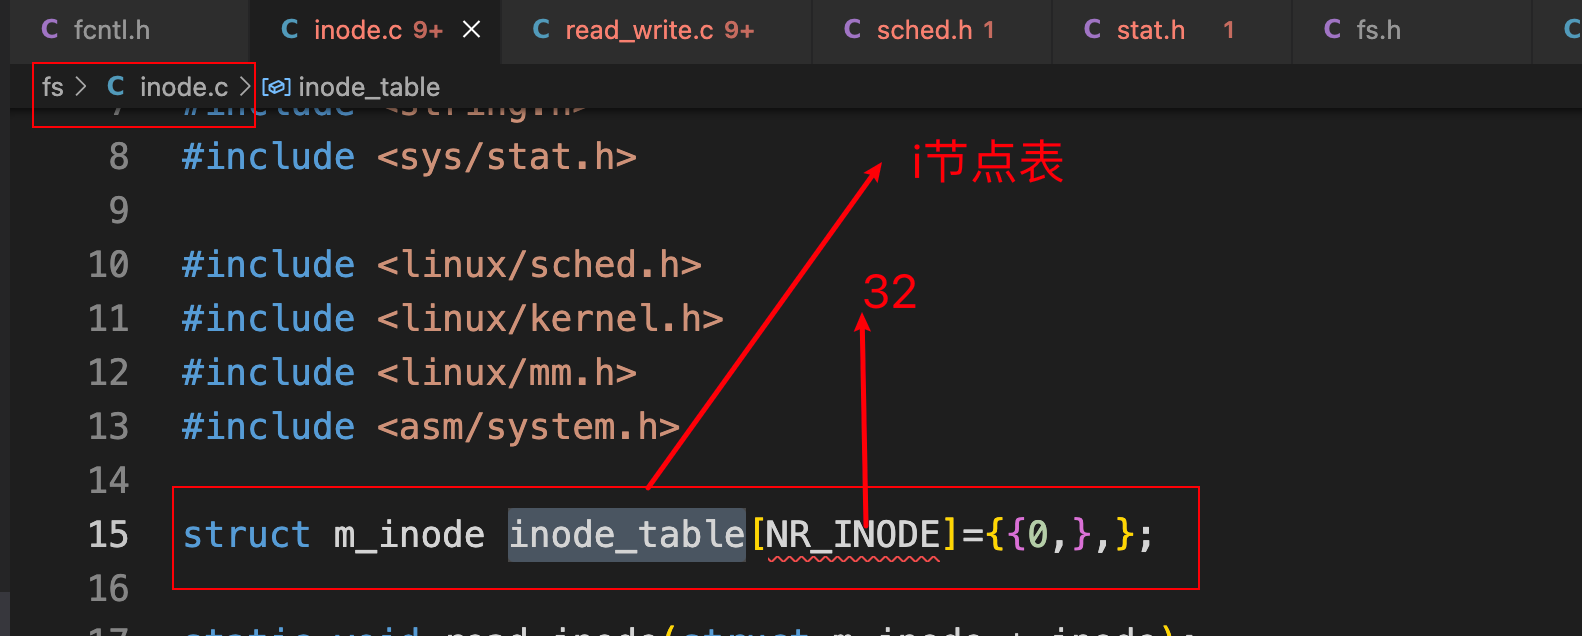 fcntl.h inode.c 9+ read_write.c 9+ sched.h 1 stat.h 1 fs.h
fs > inode.c > inode_table
7 #include <string.h>
8 #include <sys/stat.h>
i节点表
9
10 #include <linux/sched.h>
32
11 #include <linux/kernel.h>
12 #include <linux/mm.h>
13 #include <asm/system.h>
14
15 struct m_inode inode_table[NR_INODE]={{0,},};
16
17 static void read_inode(struct m_inode * inode);